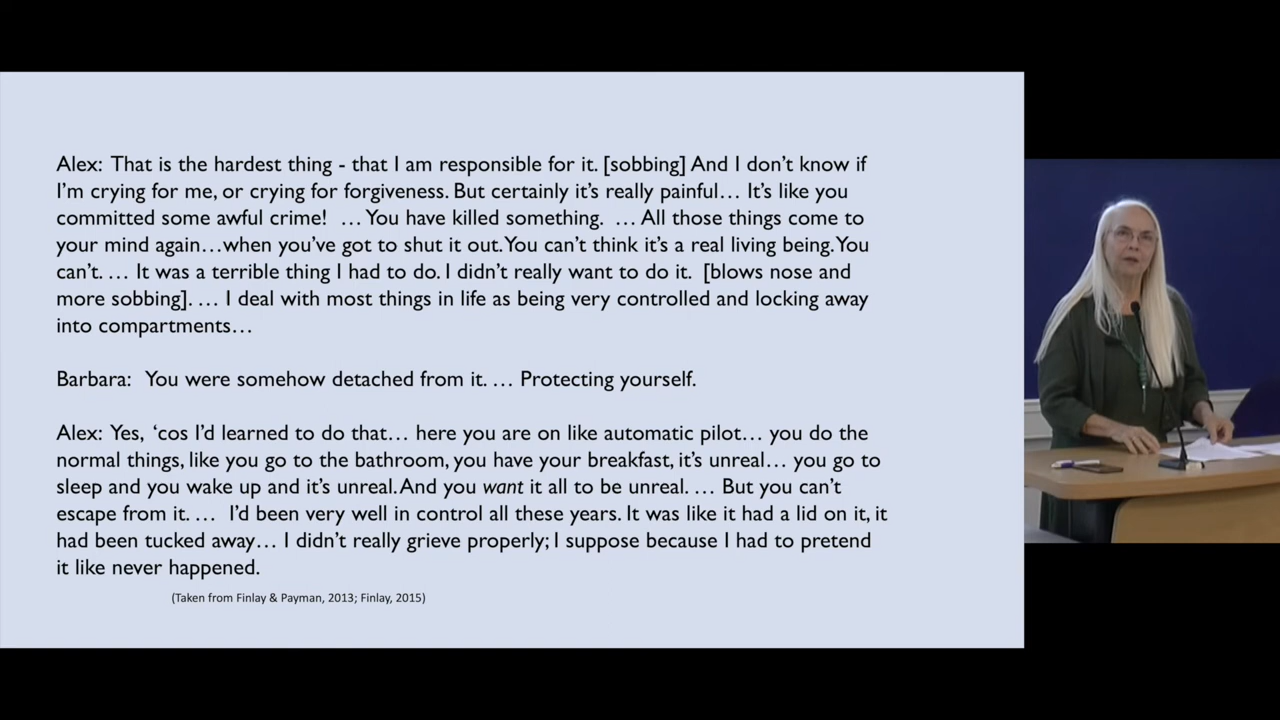 Alex: That is the hardest thing - that I am responsible for it. [sobbing] And I don’t know if
I’m crying for me, or crying for forgiveness. But certainly it’s really painful… It’s like you
committed some awful crime! … You have killed something. … All those things come to
your mind again…when you’ve got to shut it out. You can’t think it’s a real living being. You
can’t. … It was a terrible thing I had to do. I didn’t really want to do it. [blows nose and
more sobbing]. … I deal with most things in life as being very controlled and locking away
into compartments…
Barbara: You were somehow detached from it. … Protecting yourself.
Alex: Yes, ‘cos I’d learned to do that… here you are on like automatic pilot… you do the
normal things, like you go to the bathroom, you have your breakfast, it’s unreal… you go to
sleep and you wake up and it’s unreal. And you want it all to be unreal. … But you can’t
escape from it. … I’d been very well in control all these years. It was like it had a lid on it, it
had been tucked away… I didn’t really grieve properly; I suppose because I had to pretend
it like never happened.
(Taken from Finlay & Payman, 2013; Finlay, 2015)